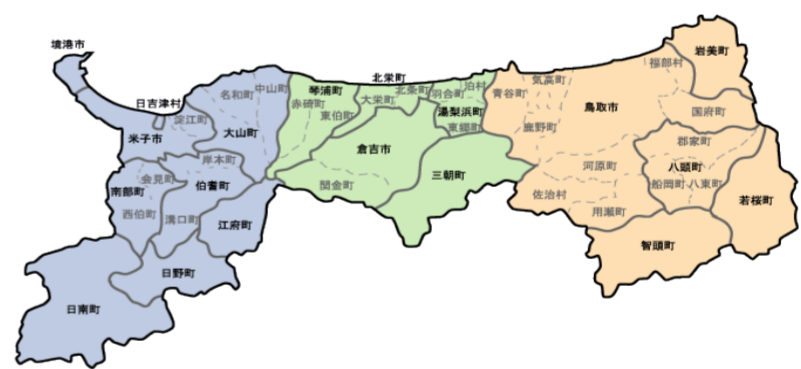 境港市
日吉津村
淀江町
名和町
中山町
米子市
大山町
岸本町
会見町
南部町
伯耆町
西伯町
溝口町
江府町
日野町
日南町
北栄町
琴浦町
赤碕町
東伯町
大栄町
北条町
羽合町
泊村
湯梨浜町
東郷町
倉吉市
関金町
三朝町
青谷町
気高町
鹿野町
鳥取市
福部村
岩美町
国府町
郡家町
八頭町
船岡町
八東町
河原町
佐治村
用瀬町
若桜町
智頭町